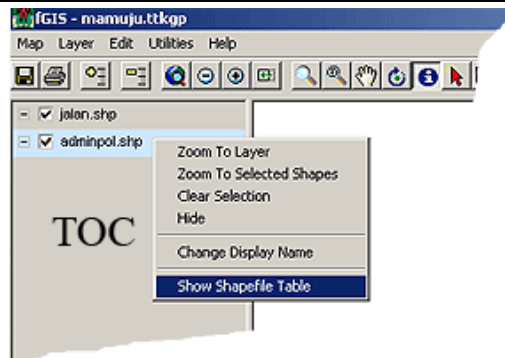 fGIS - mamuju.ttkgp
Map Layer Edit Utilities Help
jalan.shp
adminpol.shp
Zoom To Layer
Zoom To Selected Shapes
Clear Selection
Hide
TOC
Change Display Name
Show Shapefile Table